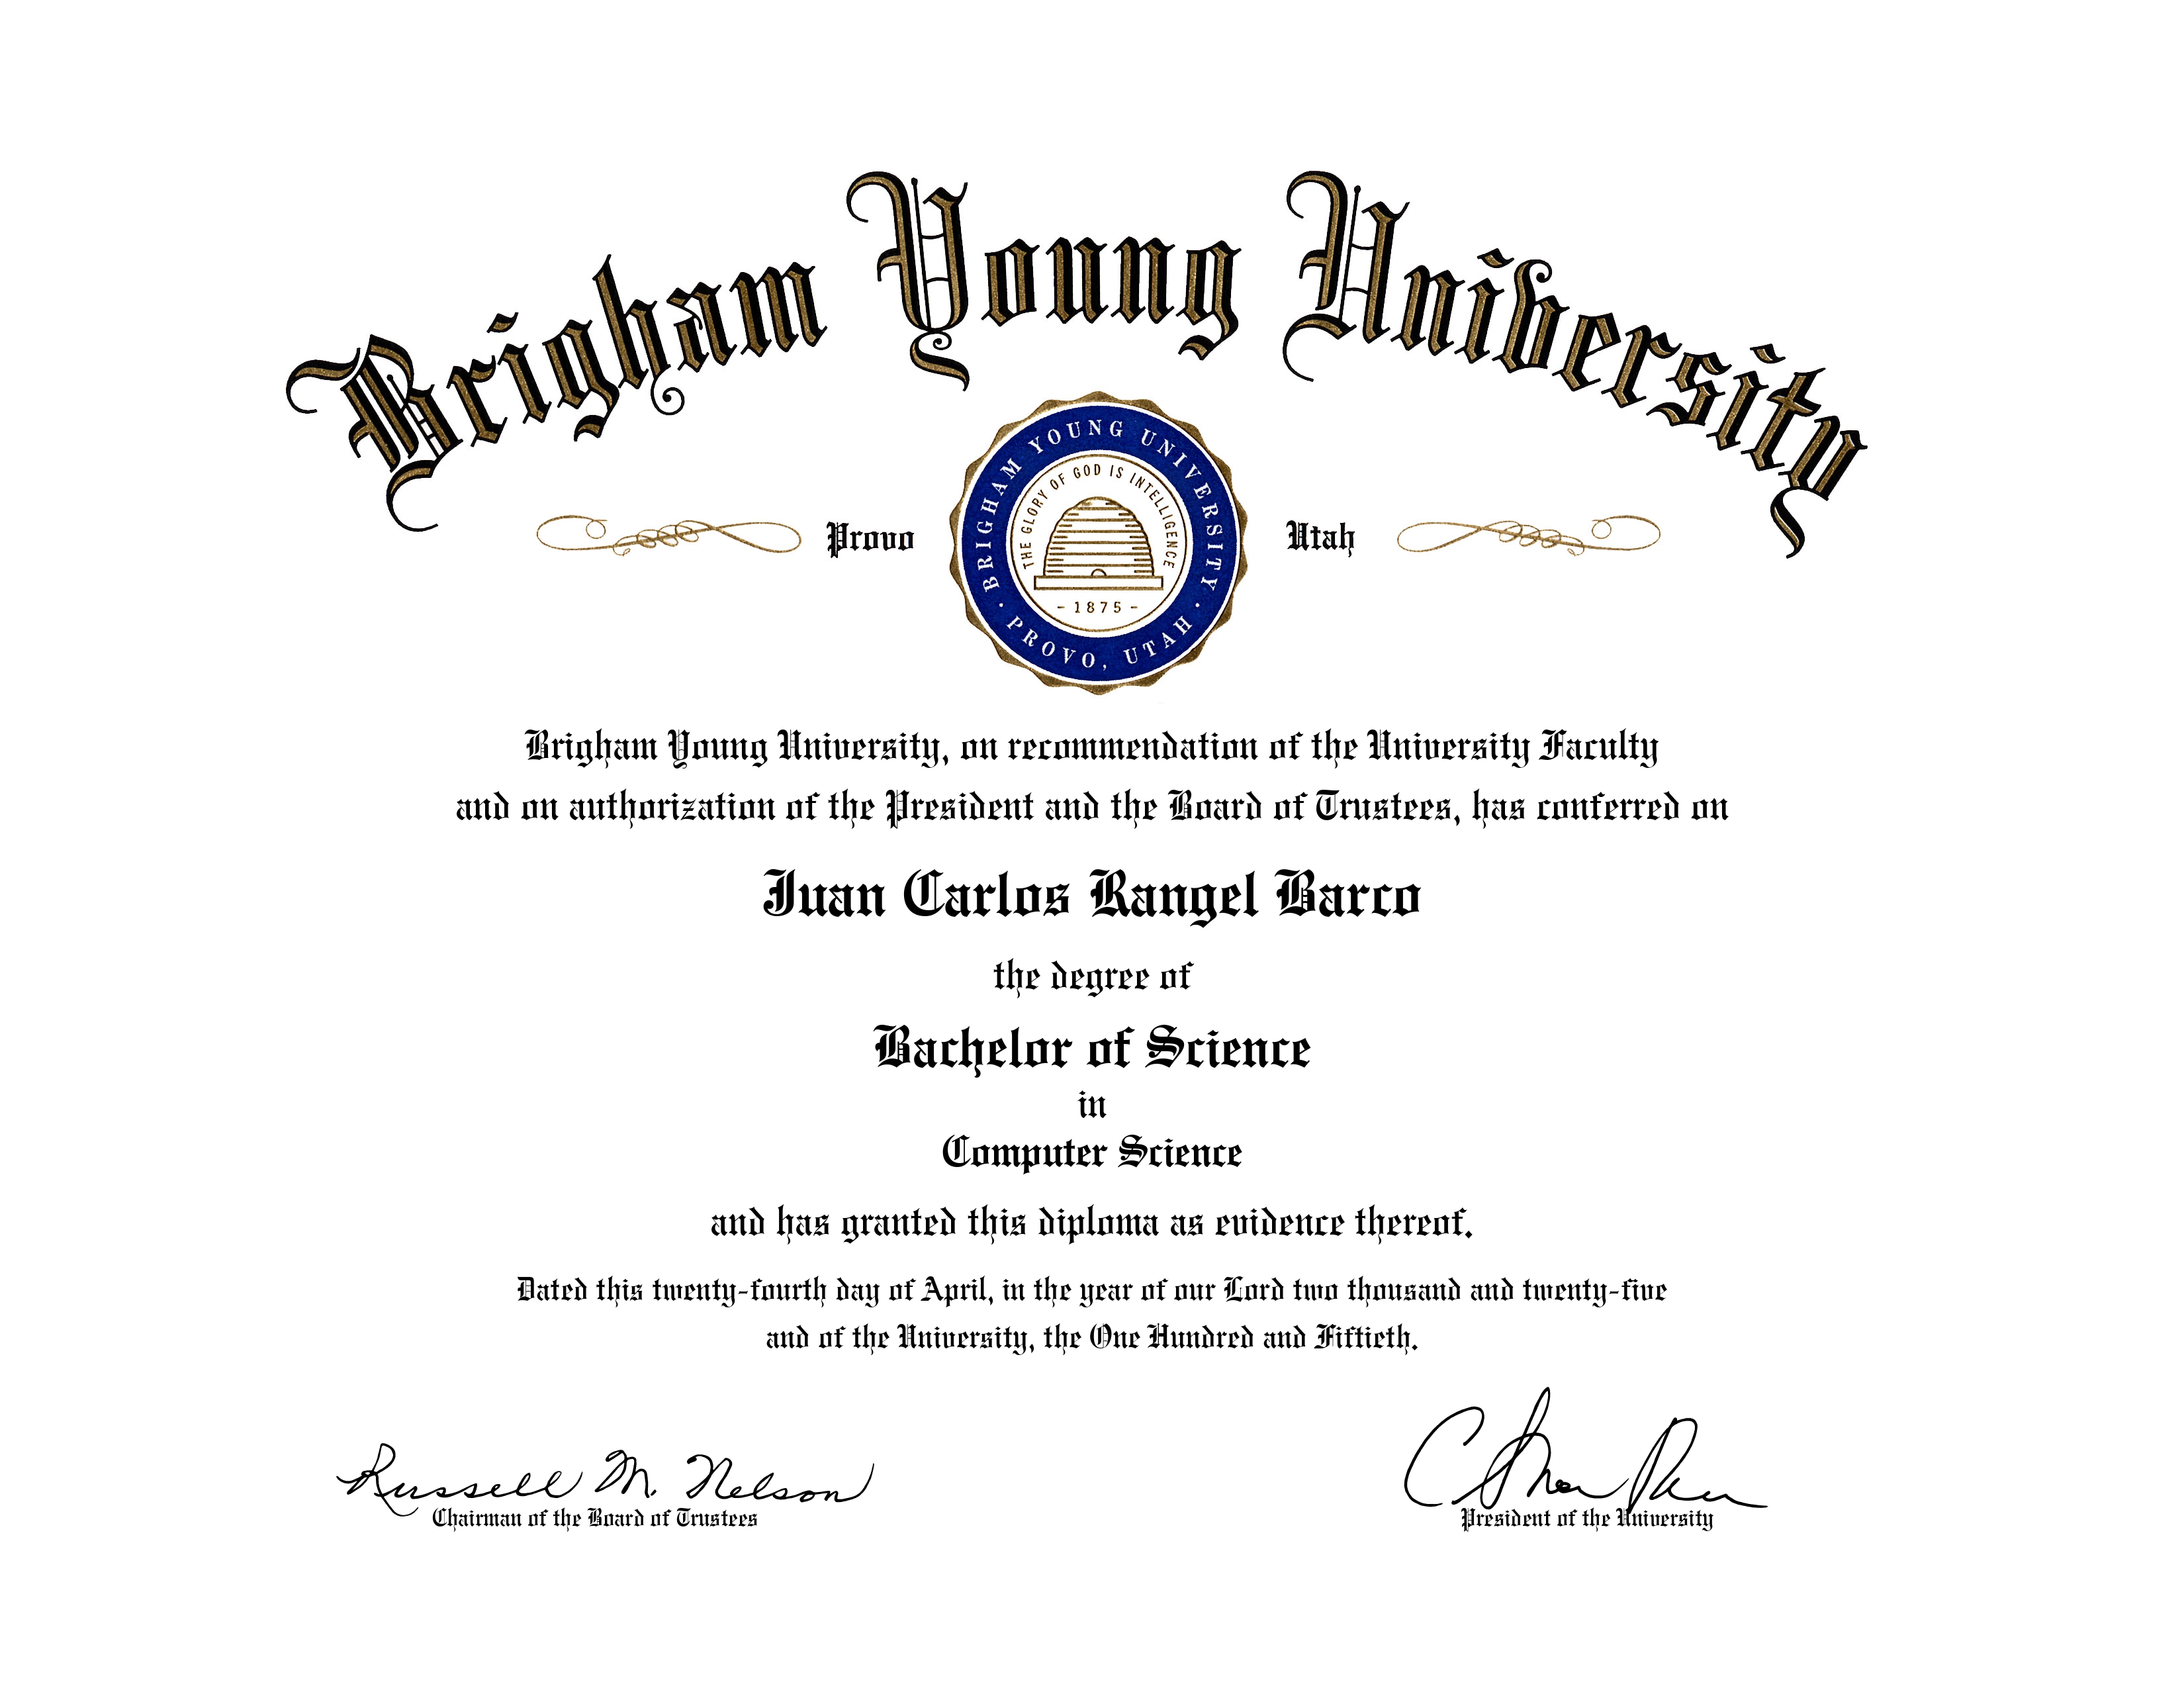 Brigham Young University
Provo
Utah
BRIGHAM YOUNG UNIVERSITY · PROVO, UTAH ·
THE GLORY OF GOD IS INTELLIGENCE
- 1875 -
Brigham Young University, on recommendation of the University Faculty
and on authorization of the President and the Board of Trustees, has conferred on
Juan Carlos Rangel Barco
the degree of
Bachelor of Science
in
Computer Science
and has granted this diploma as evidence thereof.
Dated this twenty-fourth day of April, in the year of our Lord two thousand and twenty-five
and of the University, the One Hundred and Fiftieth.
Russell M. Nelson
Chairman of the Board of Trustees
President of the University